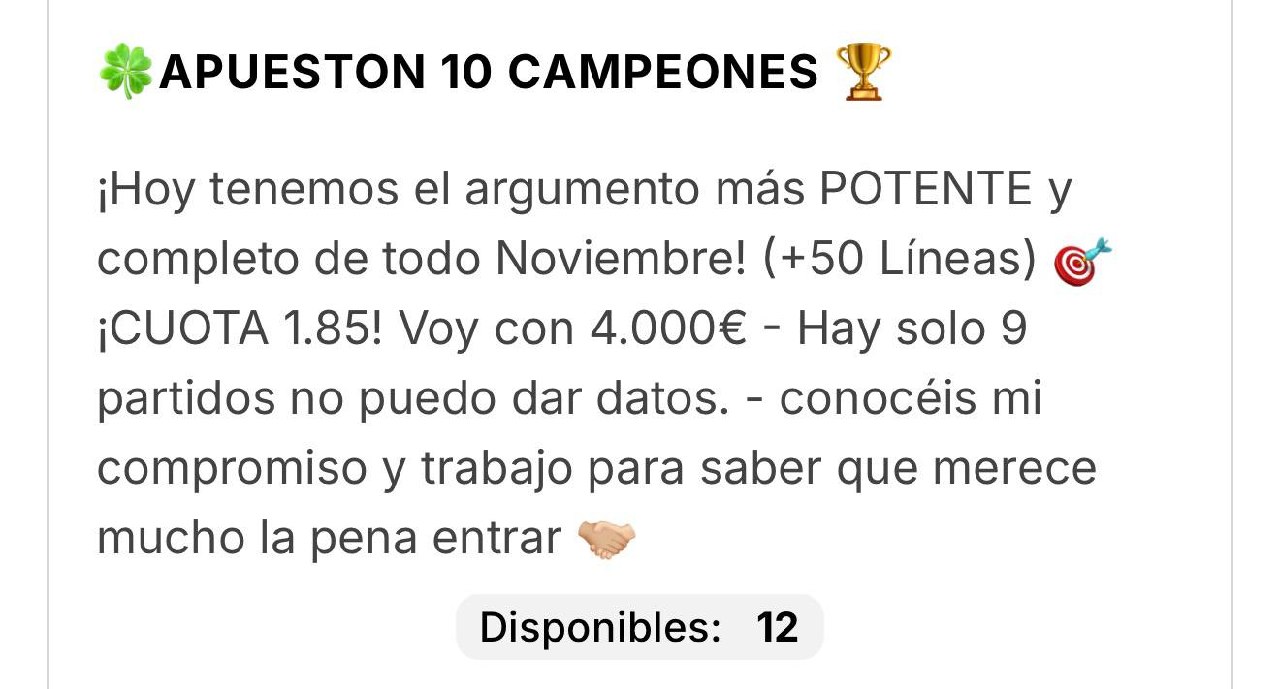 🍀APUESTON 10 CAMPEONES 🏆
¡Hoy tenemos el argumento más POTENTE y
completo de todo Noviembre! (+50 Líneas) 🎯
¡CUOTA 1.85! Voy con 4.000€ - Hay solo 9
partidos no puedo dar datos. - conocéis mi
compromiso y trabajo para saber que merece
mucho la pena entrar 🤝🏼
Disponibles: 12